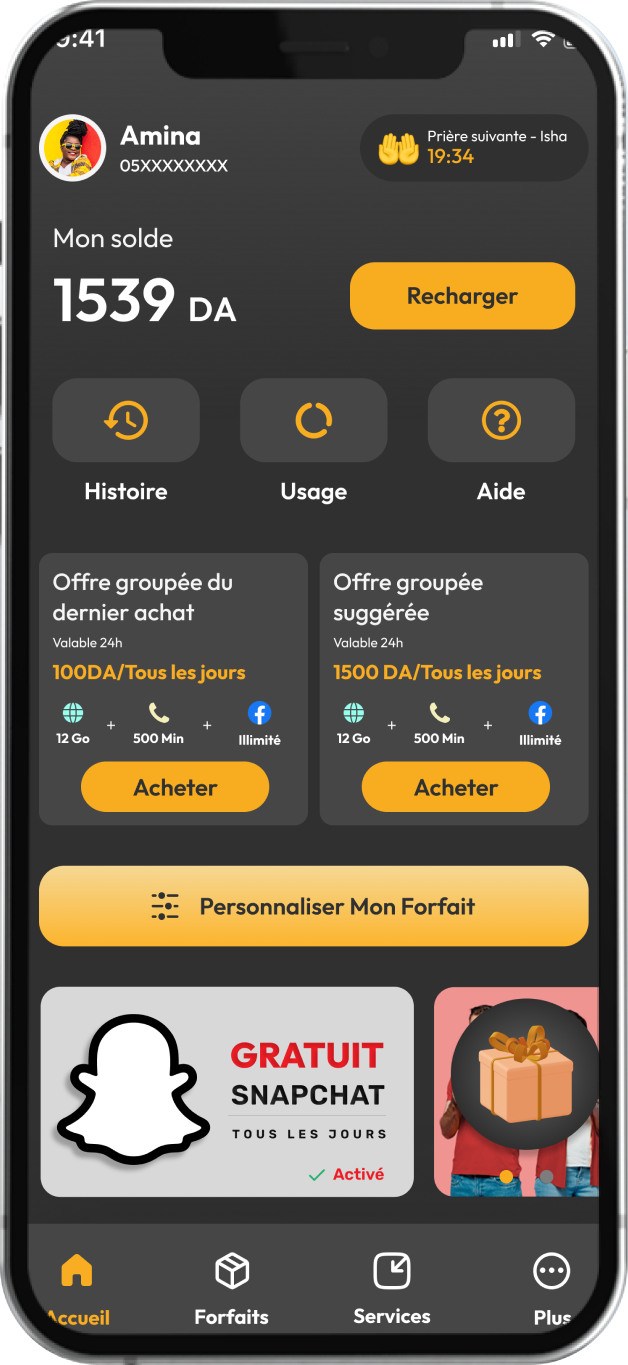 9:41
Amina
05XXXXXXXX
Prière suivante - Isha
19:34
Mon solde
1539 DA
Recharger
Histoire
Usage
Aide
Offre groupée du
dernier achat
Valable 24h
100DA/Tous les jours
12 Go + 500 Min + Illimité
Acheter
Offre groupée
suggérée
Valable 24h
1500 DA/Tous les jours
12 Go + 500 Min + Illimité
Acheter
Personnaliser Mon Forfait
GRATUIT
SNAPCHAT
TOUS LES JOURS
Activé
Accueil
Forfaits
Services
Plus